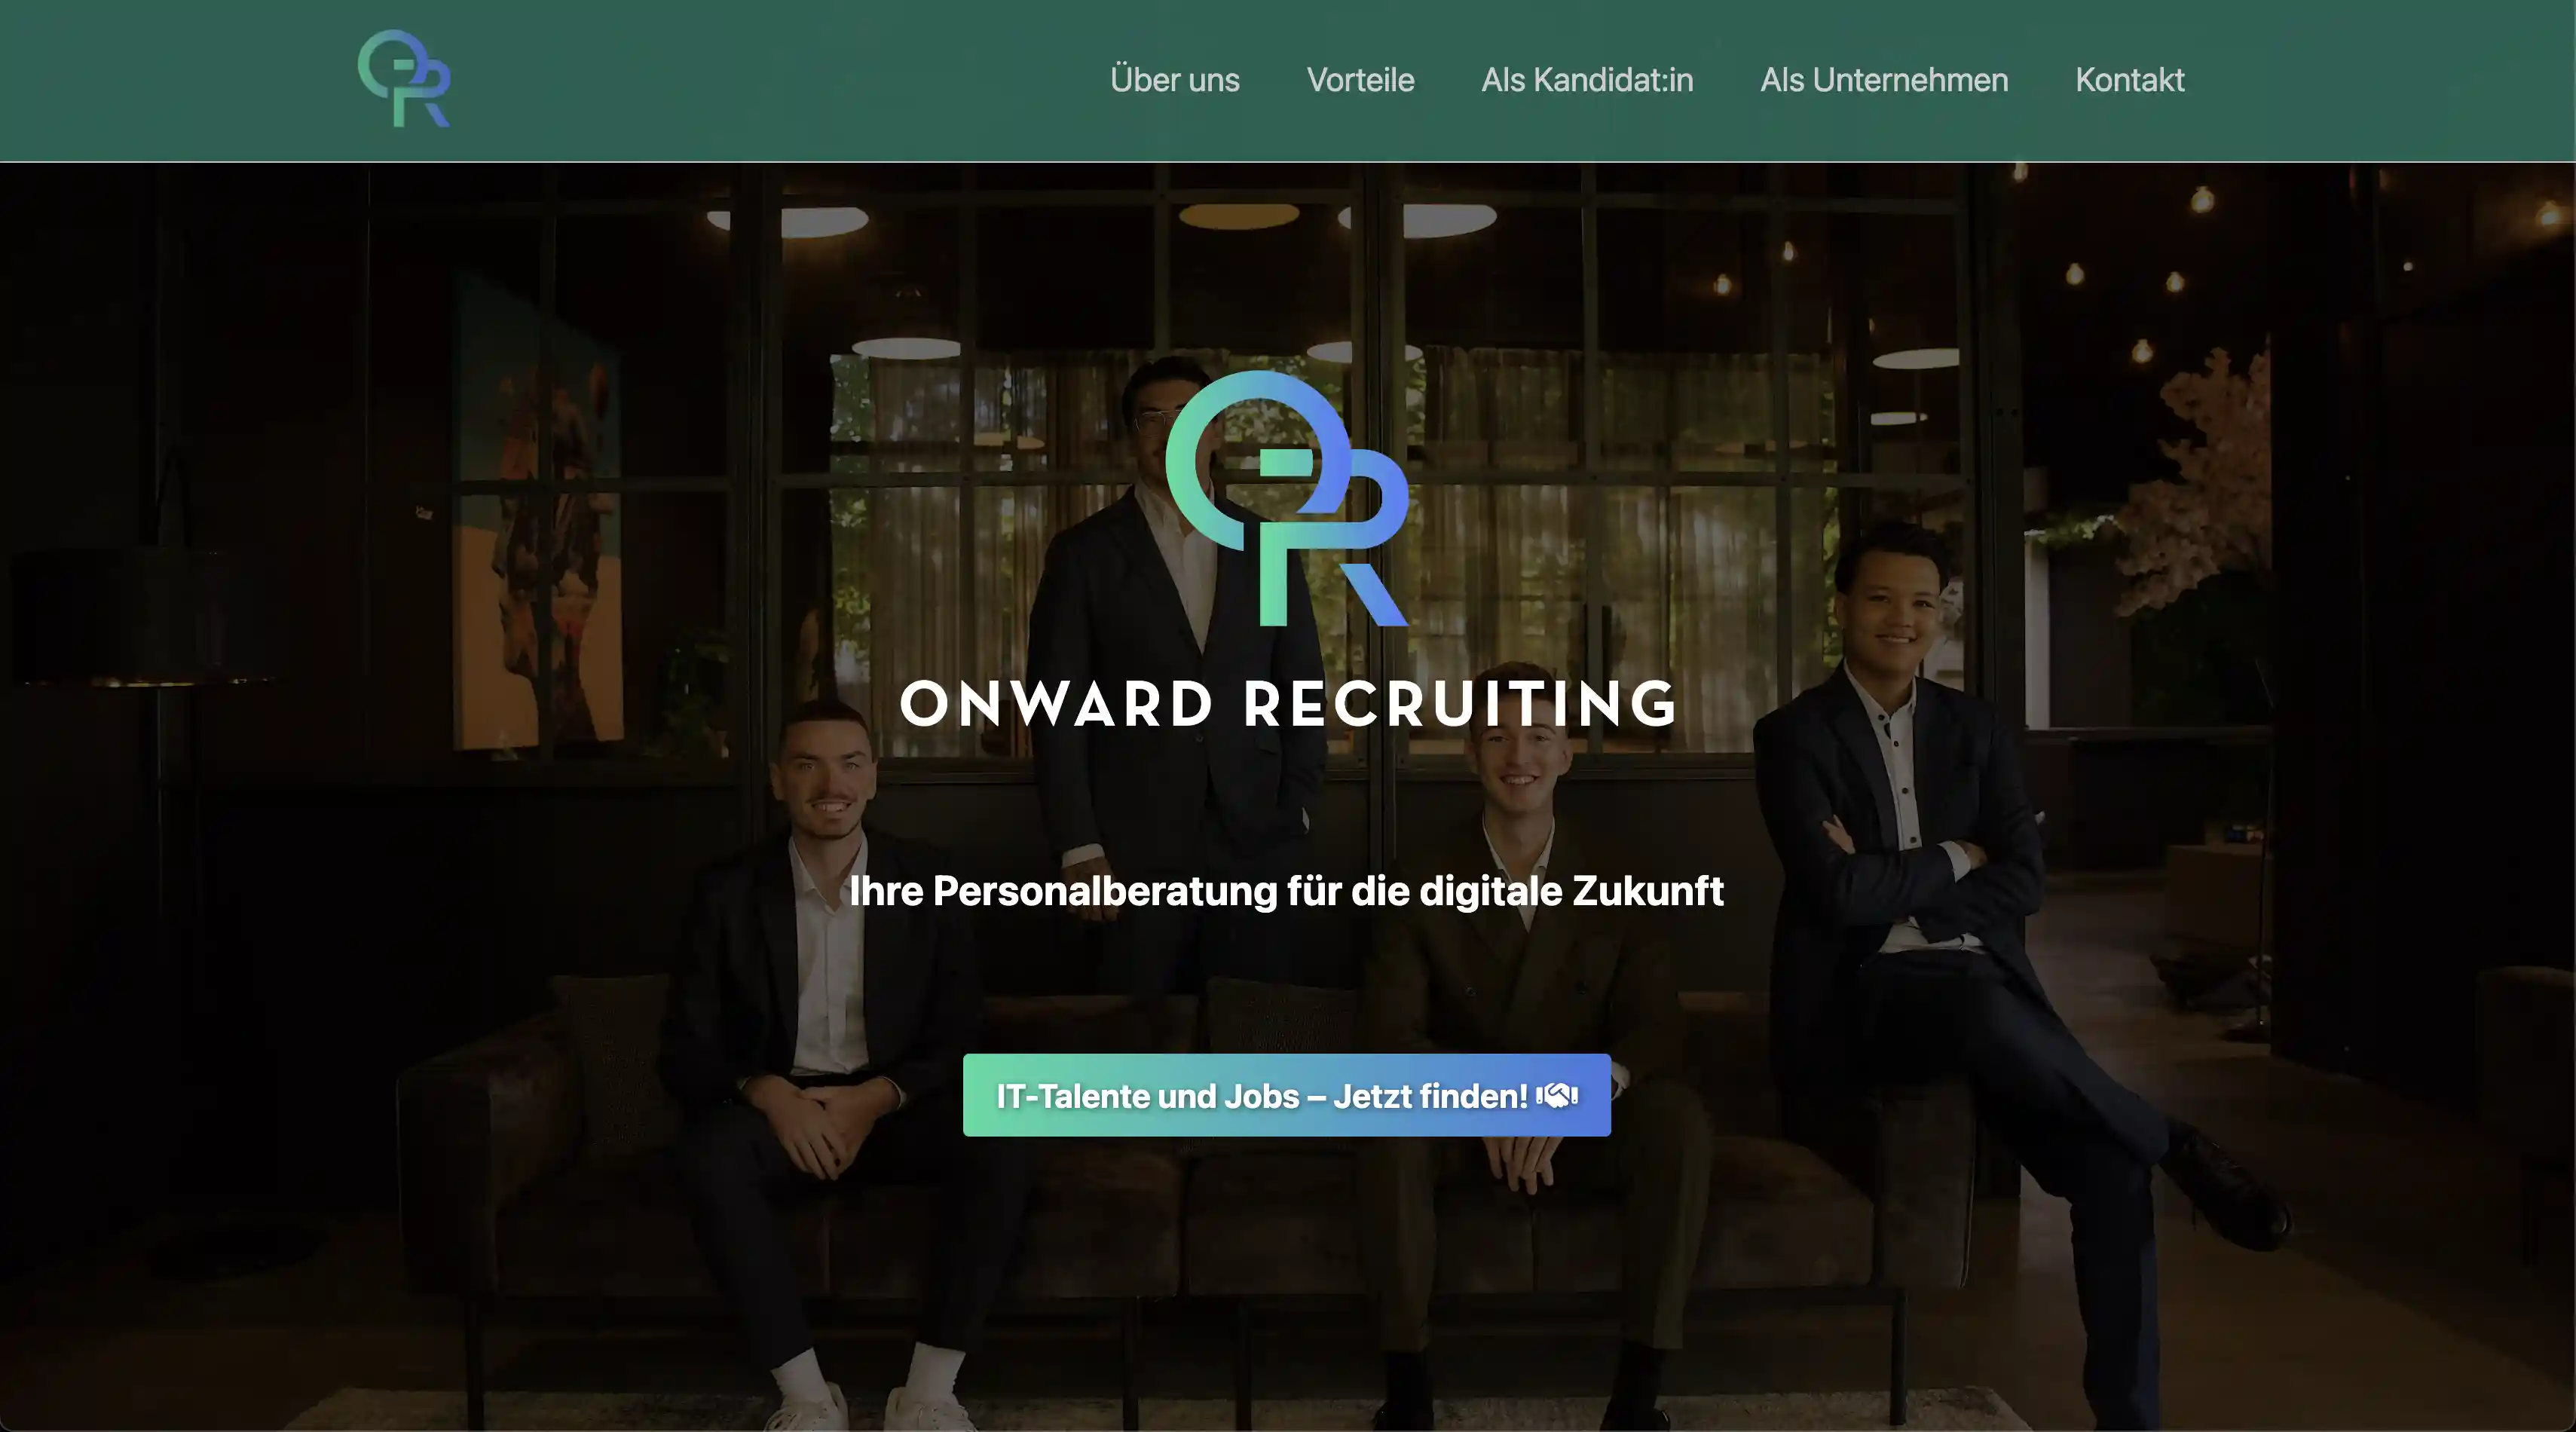 Über uns
Vorteile
Als Kandidat:in
Als Unternehmen
Kontakt
ONWARD RECRUITING
Ihre Personalberatung für die digitale Zukunft
IT-Talente und Jobs – Jetzt finden!